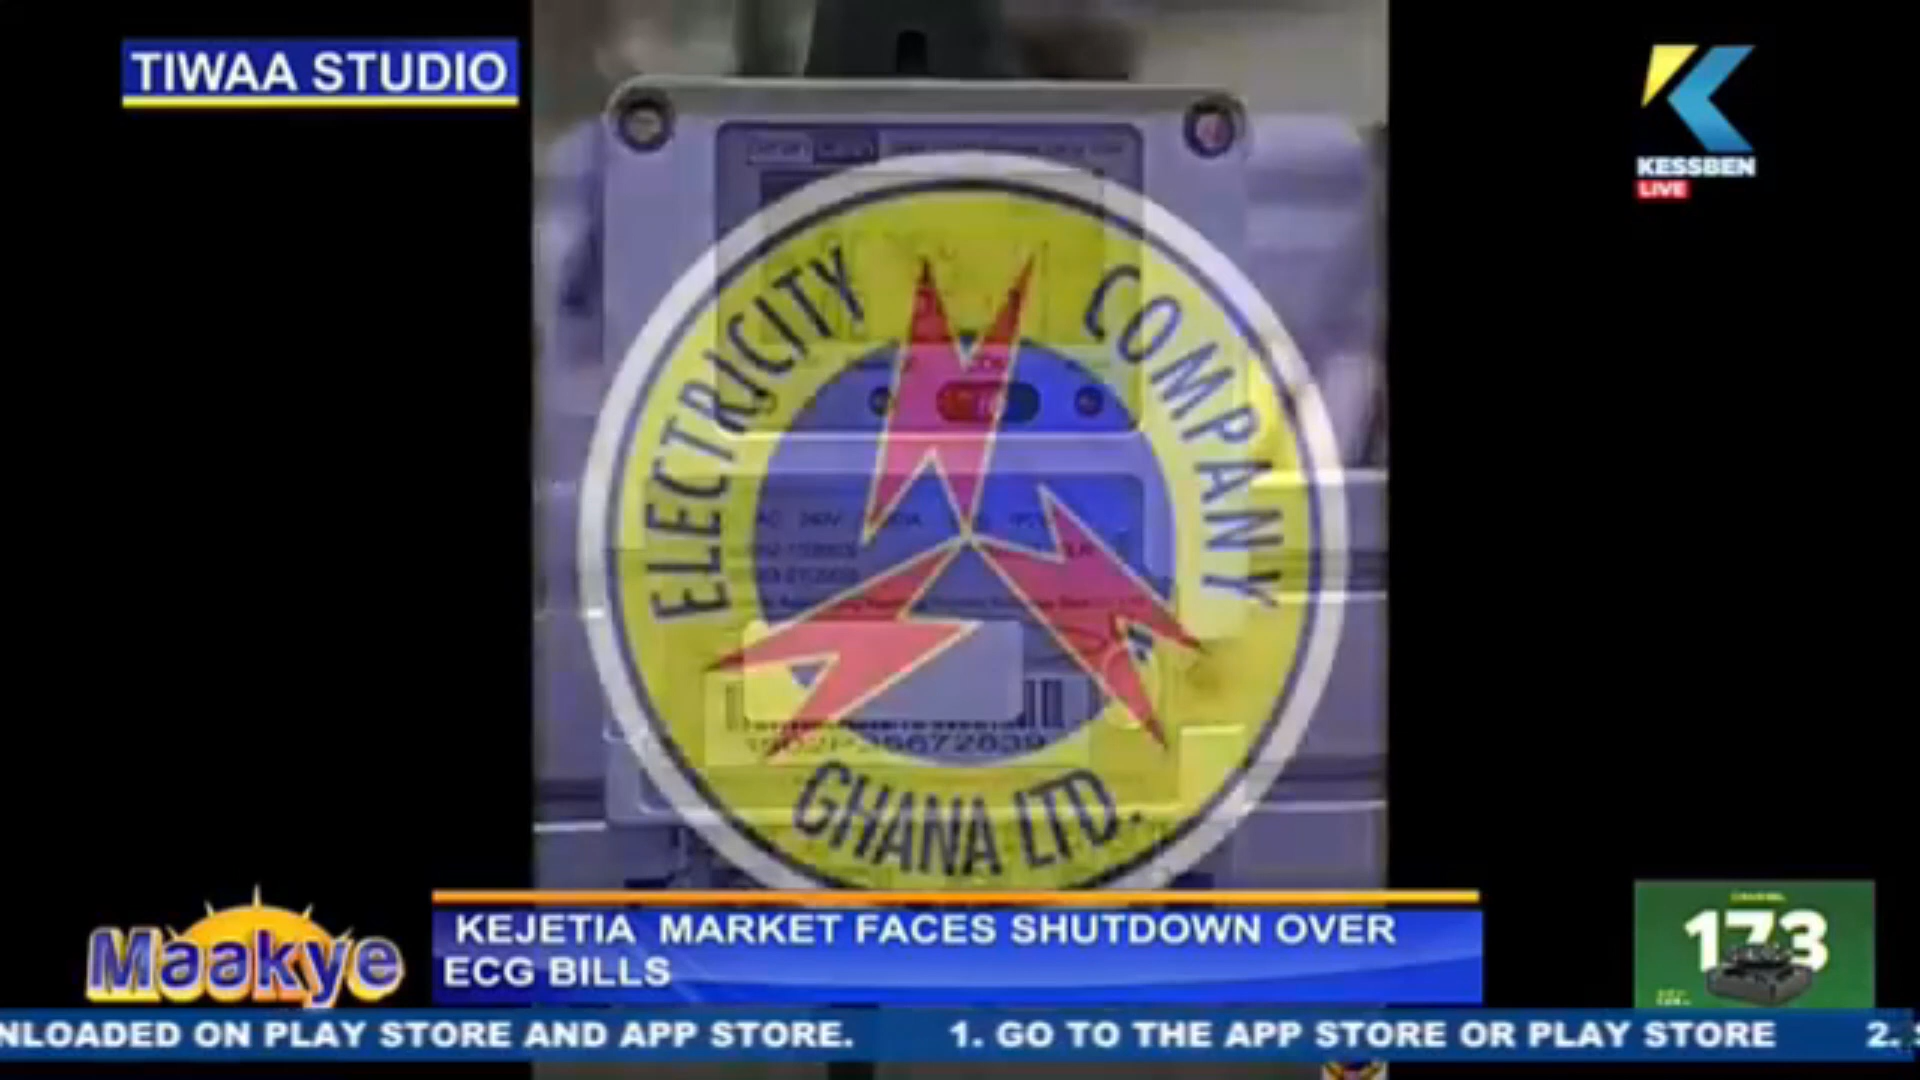 TIWAA STUDIO
KESSBEN
LIVE
ELECTRICITY COMPANY
GHANA LTD.
KEJETIA MARKET FACES SHUTDOWN OVER
ECG BILLS
Maakye
173
NLOADED ON PLAY STORE AND APP STORE. 1. GO TO THE APP STORE OR PLAY STORE 2.